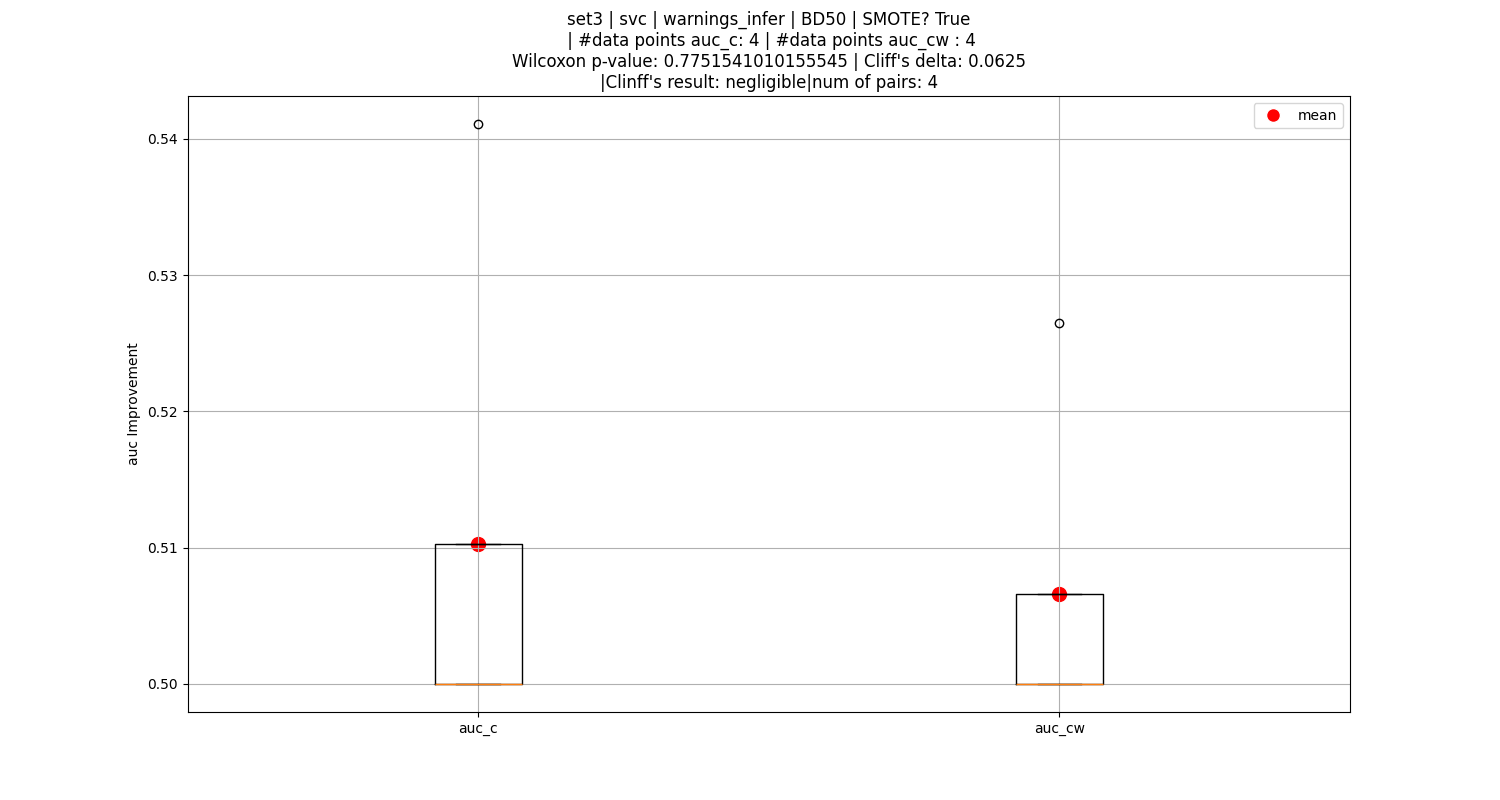 set3 | svc | warnings_infer | BD50 | SMOTE? True
| #data points auc_c: 4 | #data points auc_cw : 4
Wilcoxon p-value: 0.7751541010155545 | Cliff's delta: 0.0625
|Clinff's result: negligible|num of pairs: 4
mean
0.54
0.53
0.52
0.51
0.50
auc Improvement
auc_c
auc_cw